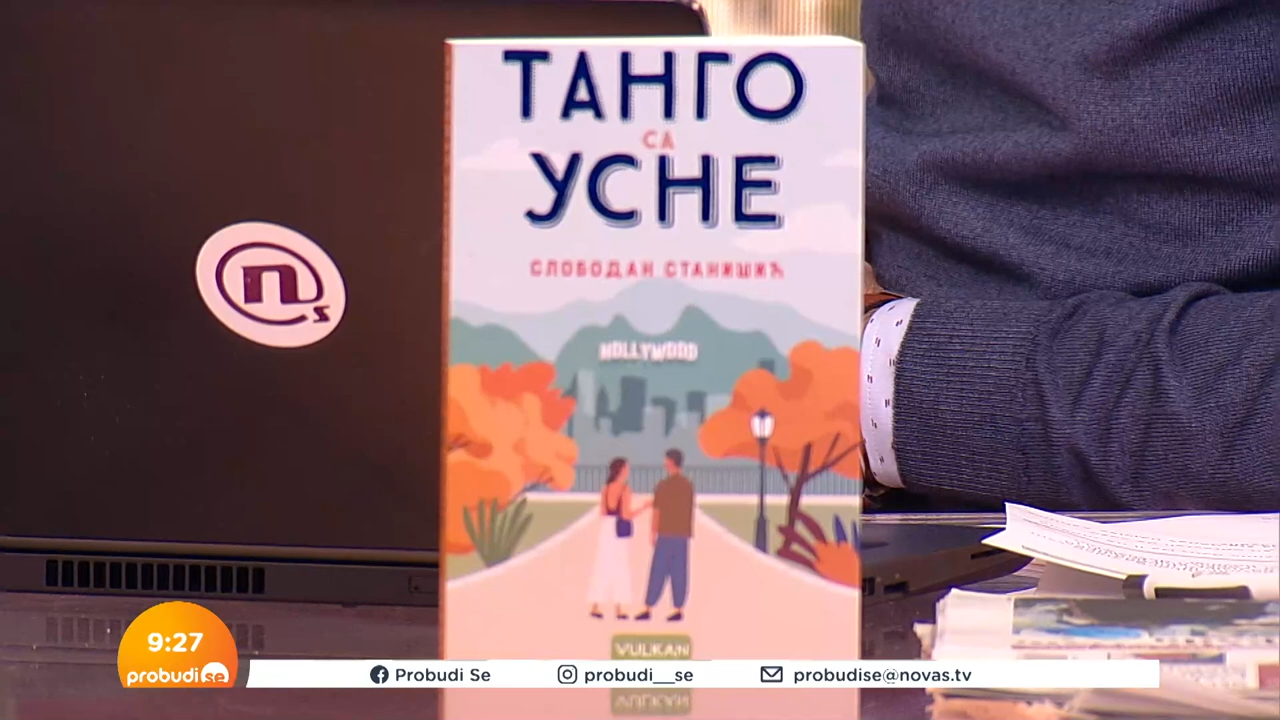 ТАНГО
СА
УСНЕ
СЛОБОДАН СТАНИШИЋ
HOLLYWOOD
VULKAN
n s
9:27
probudi se
Probudi Se
probudi__se
probudise@novas.tv